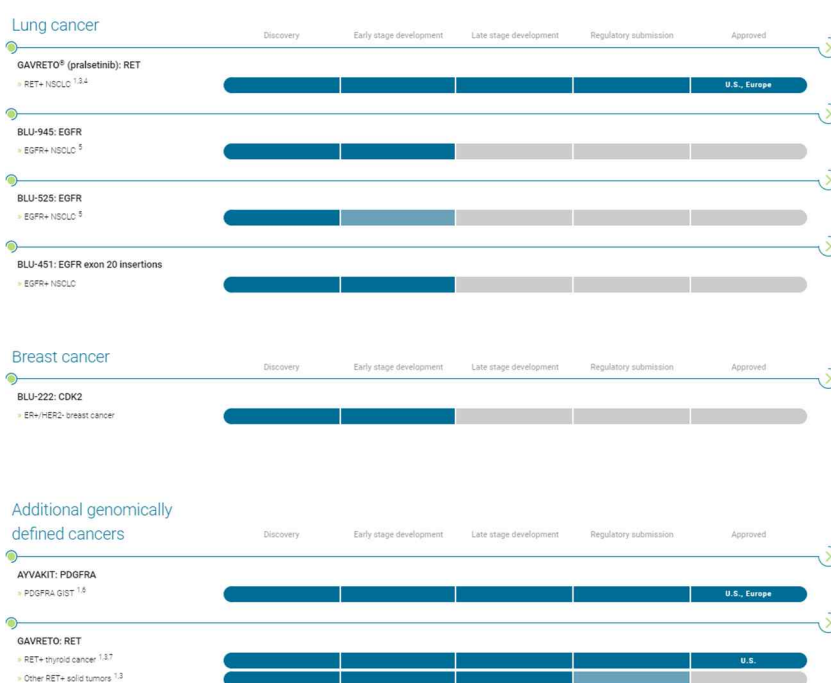 Lung cancer
Discovery Early stage development Late stage development Regulatory submission Approved
GAVRETO® (pralsetinib): RET
» RET+ NSCLC 1,3,4 U.S., Europe
BLU-945: EGFR
» EGFR+ NSCLC 5
BLU-525: EGFR
» EGFR+ NSCLC 5
BLU-451: EGFR exon 20 insertions
» EGFR+ NSCLC
Breast cancer
Discovery Early stage development Late stage development Regulatory submission Approved
BLU-222: CDK2
» ER+/HER2- breast cancer
Additional genomically
defined cancers
Discovery Early stage development Late stage development Regulatory submission Approved
AYVAKIT: PDGFRA
» PDGFRA GIST 1,6 U.S., Europe
GAVRETO: RET
» RET+ thyroid cancer 1,3,7 U.S.
» Other RET+ solid tumors 1,3